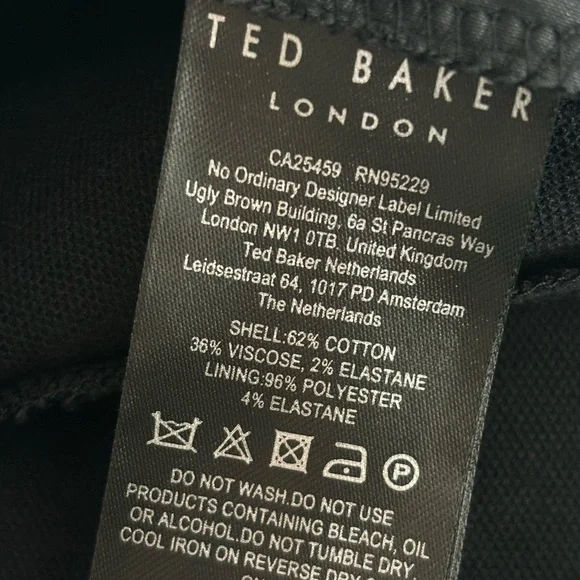 TED BAKER
LONDON
CA25459 RN95229
No Ordinary Designer Label Limited
Ugly Brown Building, 6a St Pancras Way
London NW1 0TB, United Kingdom
Ted Baker Netherlands
Leidsestraat 64, 1017 PD Amsterdam
The Netherlands
SHELL:62% COTTON
36% VISCOSE, 2% ELASTANE
LINING:96% POLYESTER
4% ELASTANE
P
DO NOT WASH.DO NOT USE
PRODUCTS CONTAINING BLEACH, OIL
OR ALCOHOL.DO NOT TUMBLE DRY
COOL IRON ON REVERSE DRY